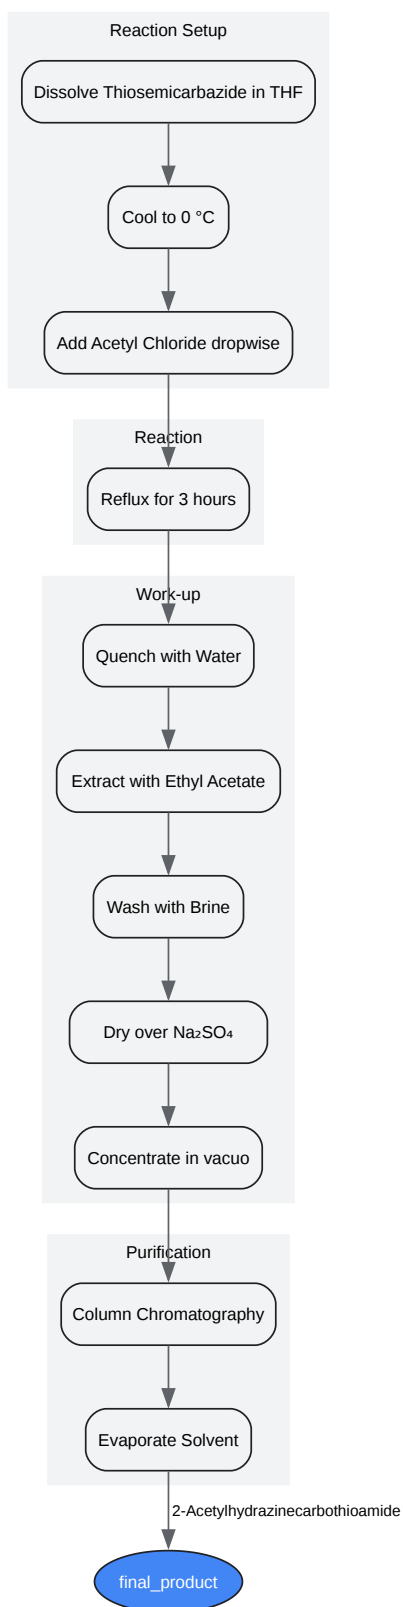 Reaction Setup
Dissolve Thiosemicarbazide in THF
Cool to 0 °C
Add Acetyl Chloride dropwise
Reaction
Reflux for 3 hours
Work-up
Quench with Water
Extract with Ethyl Acetate
Wash with Brine
Dry over Na₂SO₄
Concentrate in vacuo
Purification
Column Chromatography
Evaporate Solvent
2-Acetylhydrazinecarbothioamide
final_product